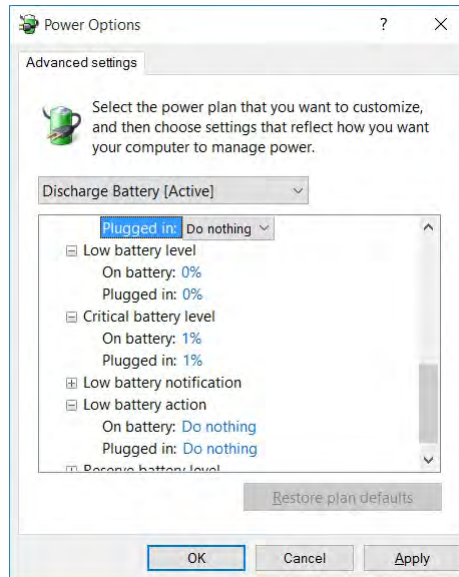 Power Options
?
Advanced settings
Select the power plan that you want to customize,
and then choose settings that reflect how you want
your computer to manage power.
Discharge Battery [Active]
Plugged in: Do nothing
Low battery level
On battery: 0%
Plugged in: 0%
Critical battery level
On battery: 1%
Plugged in: 1%
Low battery notification
Low battery action
On battery: Do nothing
Plugged in: Do nothing
Reserve battery level
Restore plan defaults
OK Cancel Apply